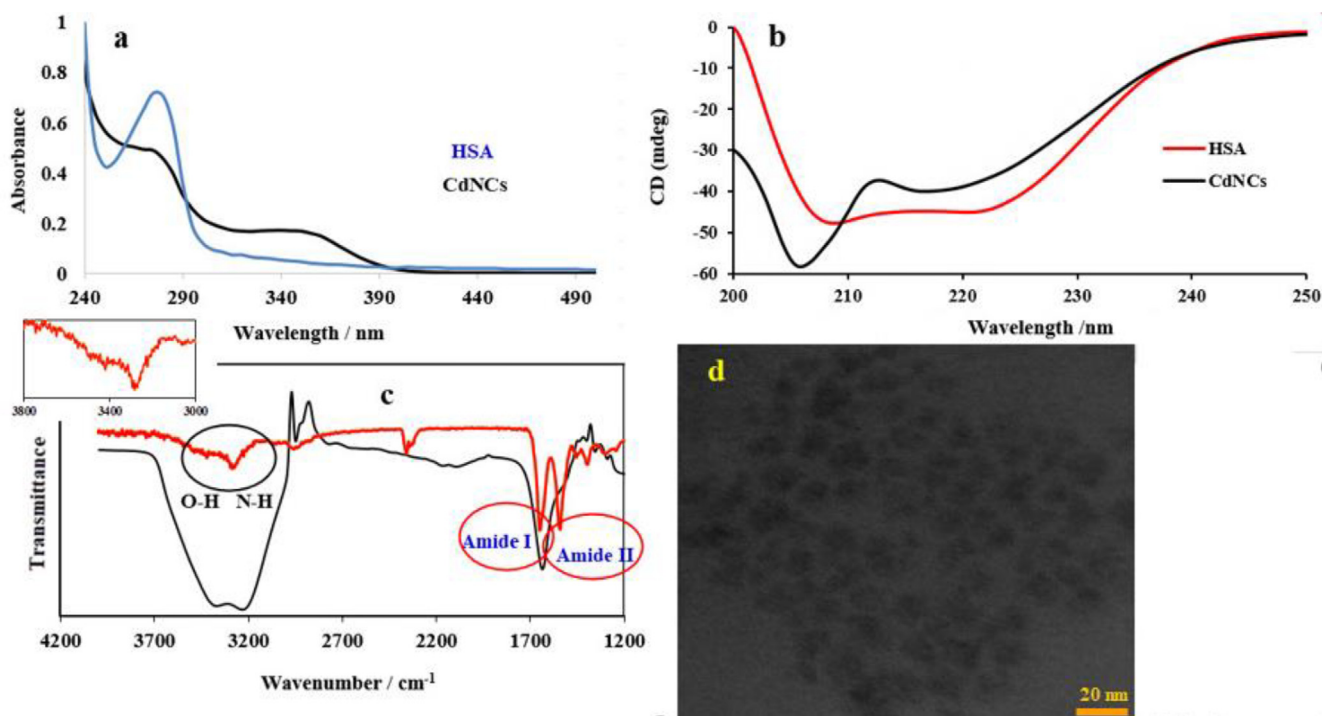 a
1
0.8
0.6
0.4
0.2
0
Absorbance
HSA
CdNCs
240 290 340 390 440 490
Wavelength / nm
b
0
-10
-20
-30
-40
-50
-60
CD (mdeg)
HSA
CdNCs
200 210 220 230 240 250
Wavelength /nm
3800 3400 3000
c
Transmittance
O-H N-H
Amide I
Amide II
4200 3700 3200 2700 2200 1700 1200
Wavenumber / cm⁻¹
d
20 nm